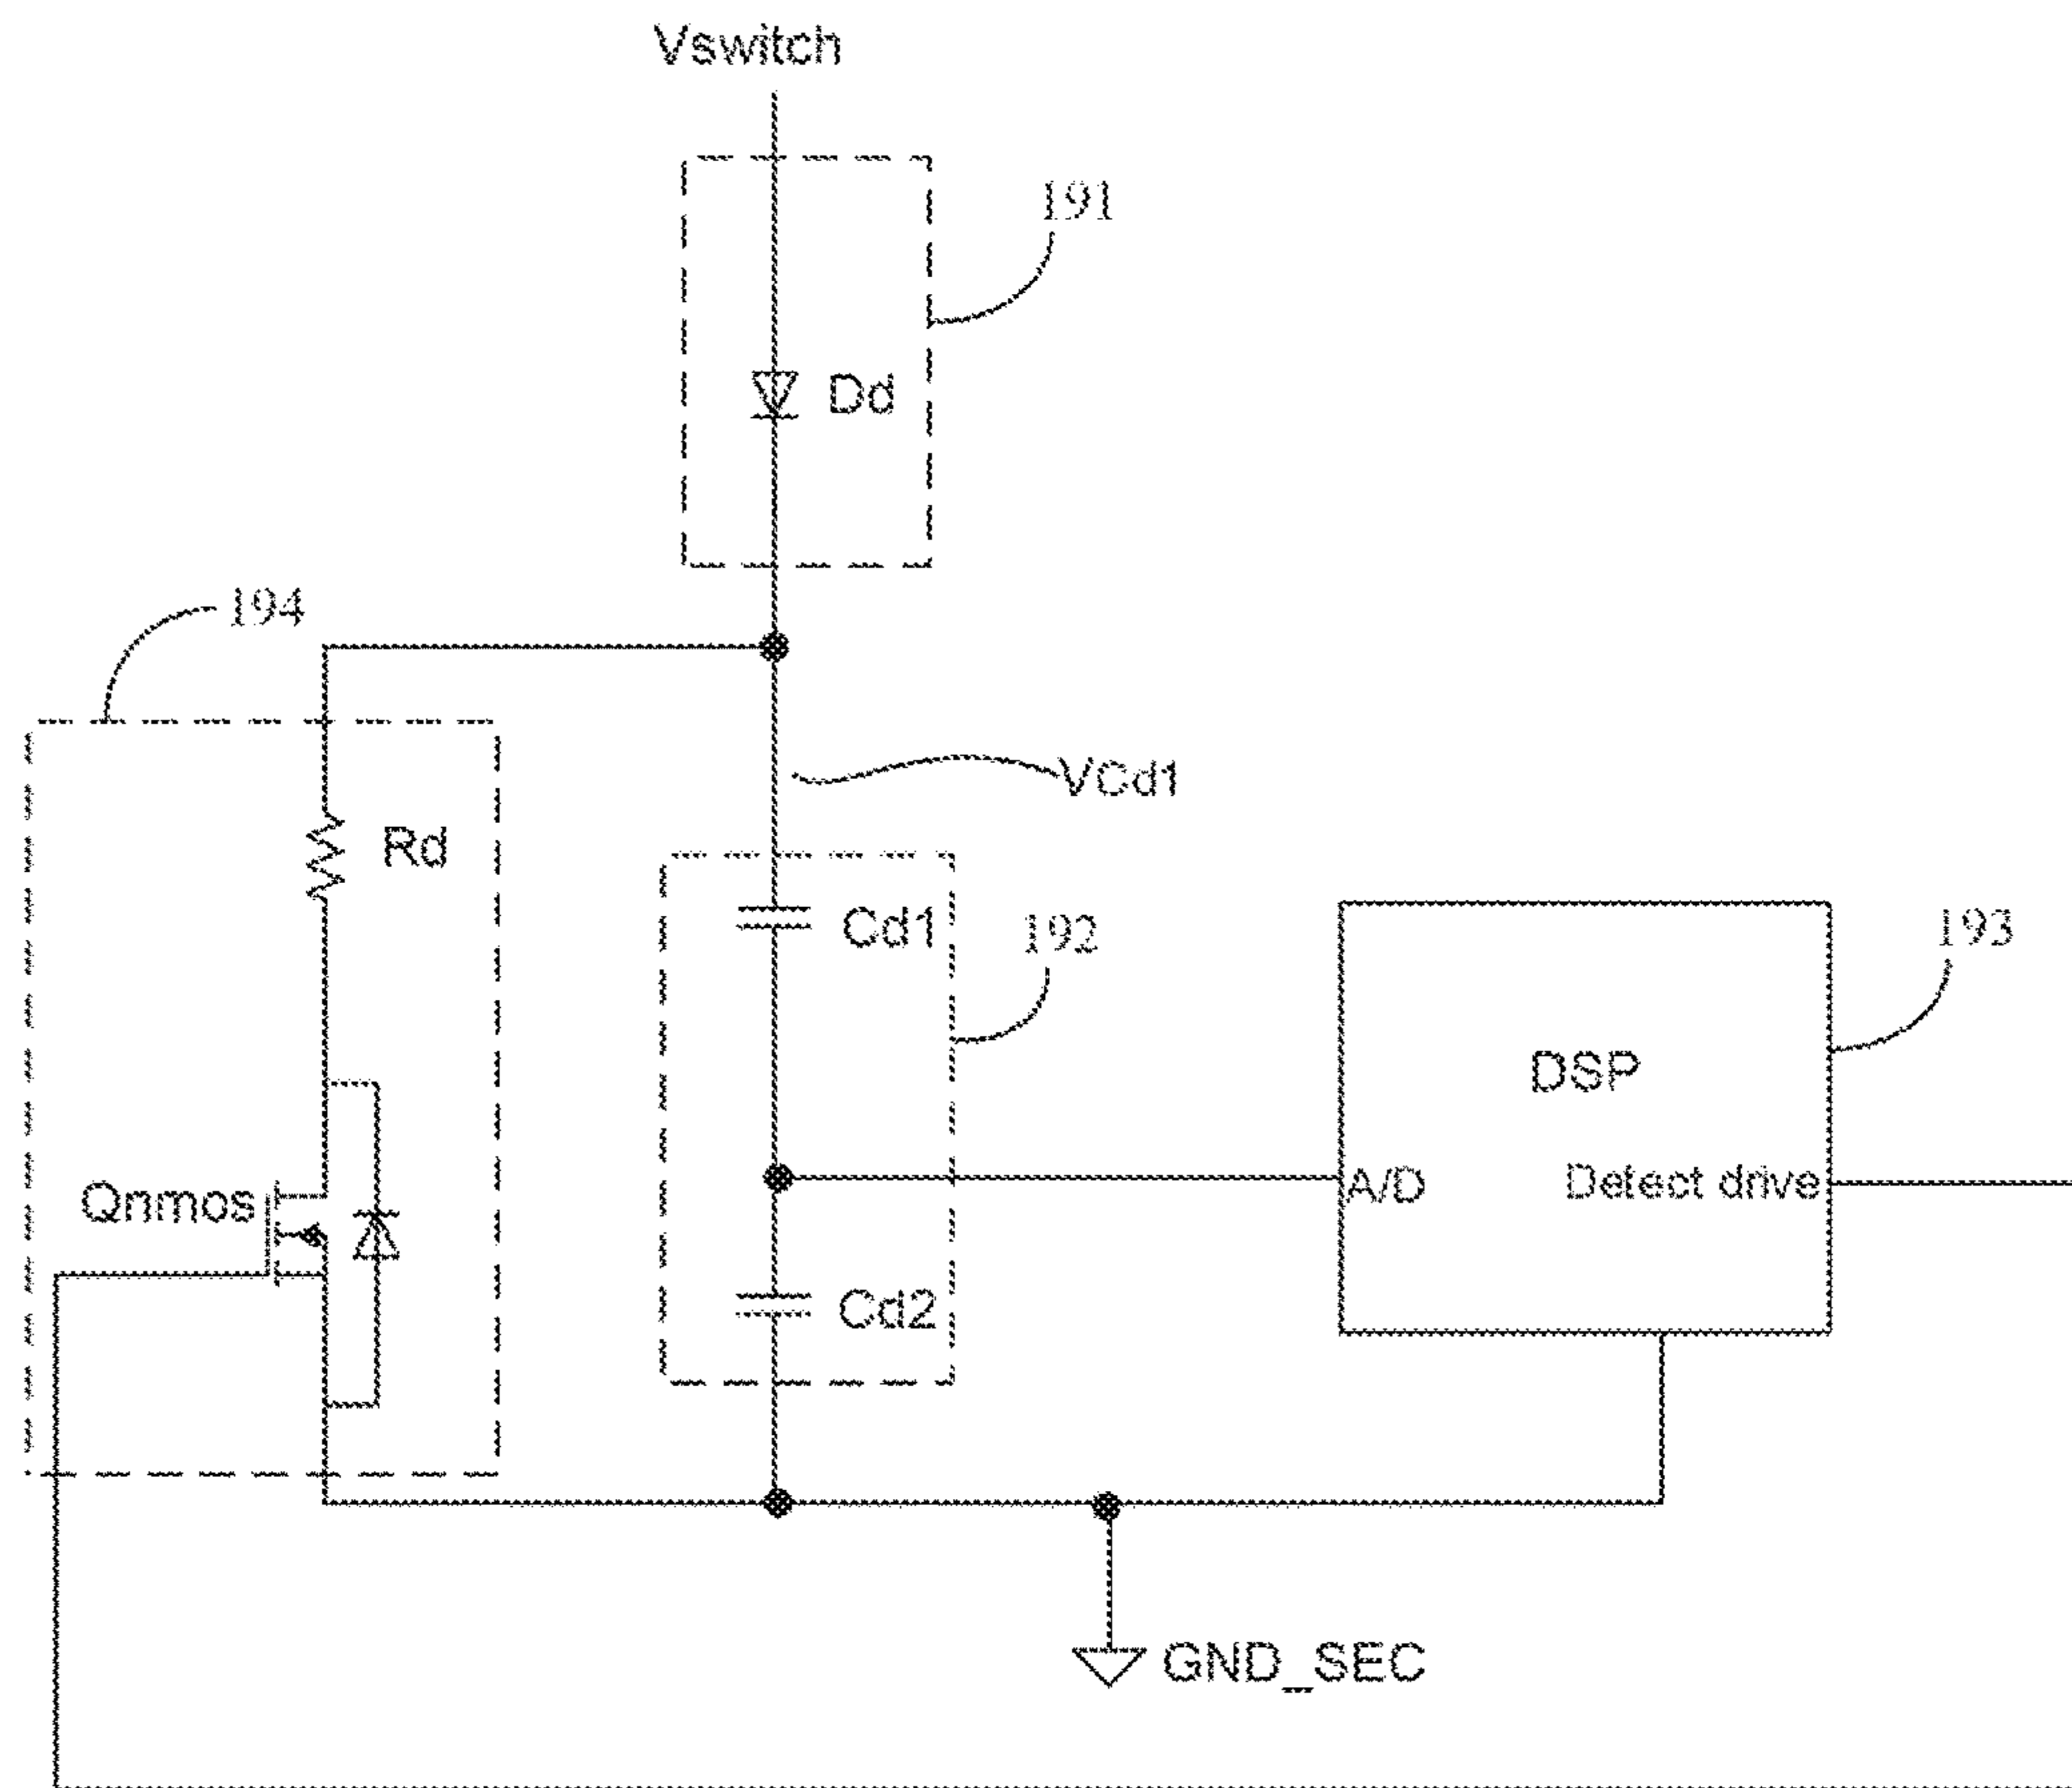 Vswitch
191
Dd
194
VCd1
Rd
Cd1
192
193
DSP
Qnmos
A/D
Detect drive
Cd2
GND_SEC